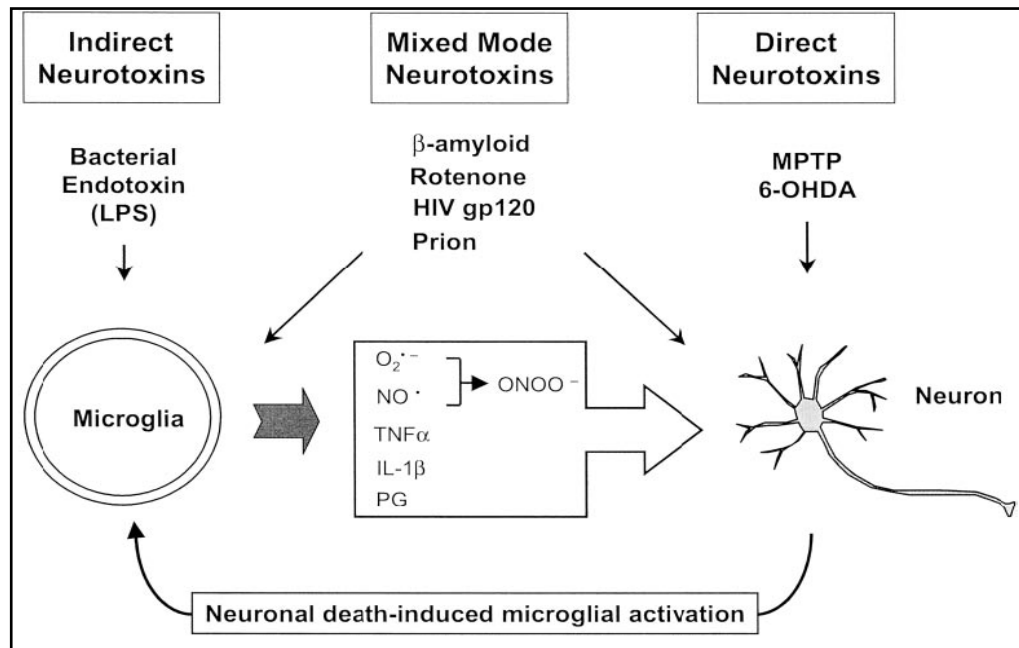 Indirect
Neurotoxins
Mixed Mode
Neurotoxins
Direct
Neurotoxins
Bacterial
Endotoxin
(LPS)
β-amyloid
Rotenone
HIV gp120
Prion
MPTP
6-OHDA
Microglia
O₂˙⁻
NO˙
ONOO⁻
TNFα
IL-1β
PG
Neuron
Neuronal death-induced microglial activation